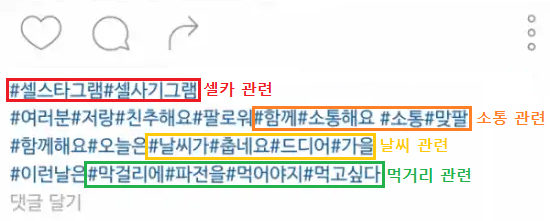 #셀스타그램#셀사기그램 셀카 관련
#여러분#저랑#친추해요#팔로워#함께#소통해요 #소통#맞팔 소통 관련
#함께해요#오늘은#날씨가#춥네요#드디어#가을 날씨 관련
#이런날은#막걸리에#파전을#먹어야지#먹고싶다 먹거리 관련
댓글 달기